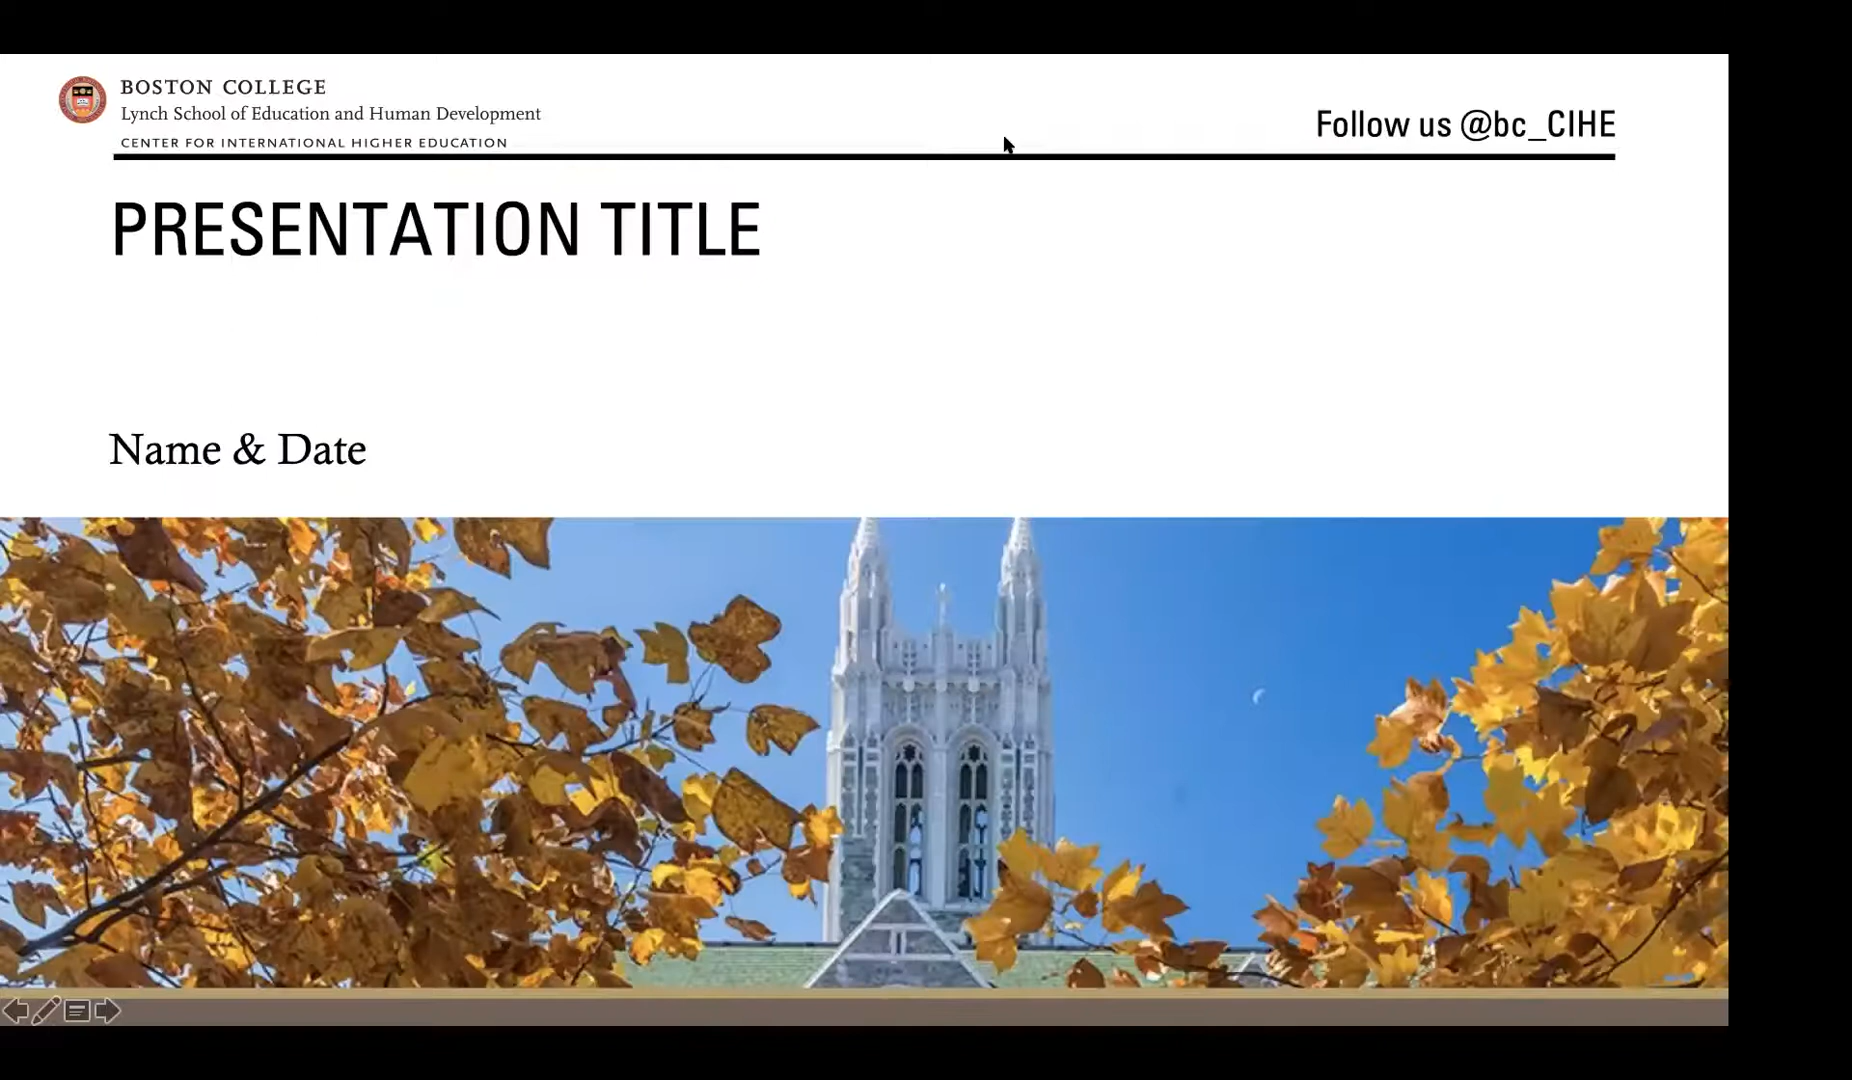 BOSTON COLLEGE
Lynch School of Education and Human Development
CENTER FOR INTERNATIONAL HIGHER EDUCATION
Follow us @bc_CIHE
PRESENTATION TITLE
Name & Date